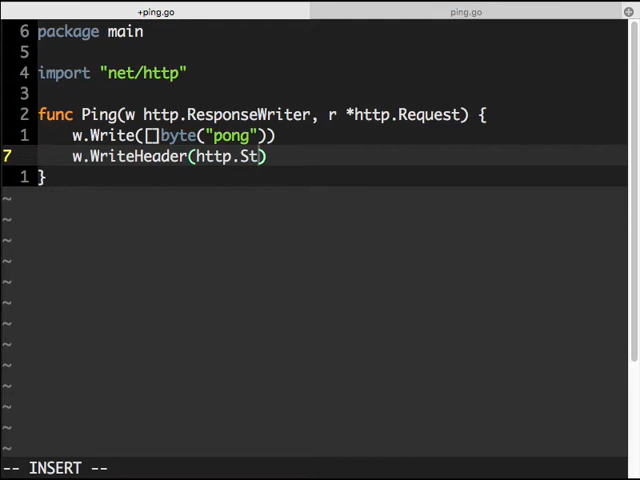 +ping.go ping.go
6 package main
5
4 import "net/http"
3
2 func Ping(w http.ResponseWriter, r *http.Request) {
1 w.Write([]byte("pong"))
7 w.WriteHeader(http.St)
1 }
~
~
~
~
~
~
~
~
~
~
~
~
~
-- INSERT --